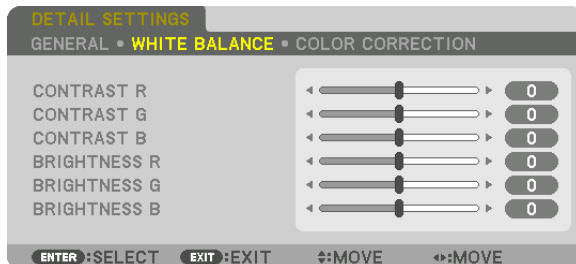 DETAIL SETTINGS
GENERAL • WHITE BALANCE • COLOR CORRECTION
CONTRAST R 0
CONTRAST G 0
CONTRAST B 0
BRIGHTNESS R 0
BRIGHTNESS G 0
BRIGHTNESS B 0
ENTER :SELECT EXIT :EXIT :MOVE :MOVE